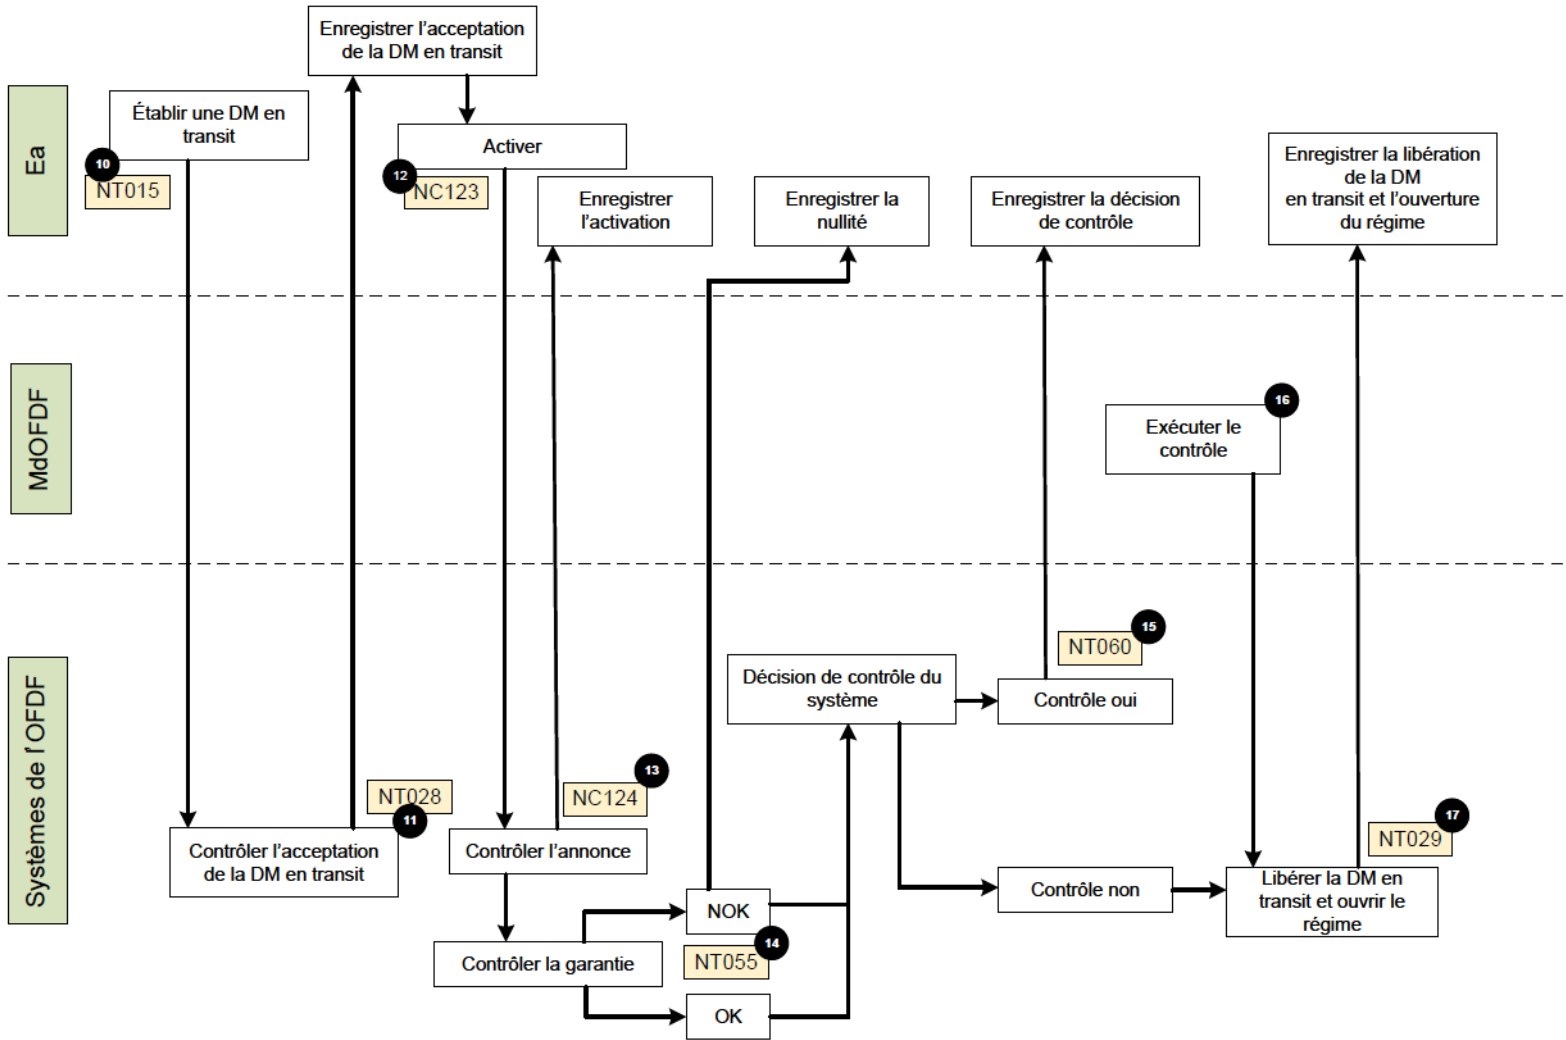 Enregistrer l’acceptation
de la DM en transit
Ea
Établir une DM en
transit
10
NT015
Activer
12
NC123
Enregistrer
l’activation
Enregistrer la
nullité
Enregistrer la décision
de contrôle
Enregistrer la libération
de la DM
en transit et l’ouverture
du régime
MdOFDF
16
Exécuter le
contrôle
Systèmes de l’OFDF
15
NT060
Décision de contrôle du
système
Contrôle oui
NT028
11
Contrôler l’acceptation
de la DM en transit
13
NC124
Contrôler l’annonce
17
NT029
Contrôle non
Libérer la DM en
transit et ouvrir le
régime
NOK
14
NT055
Contrôler la garantie
OK